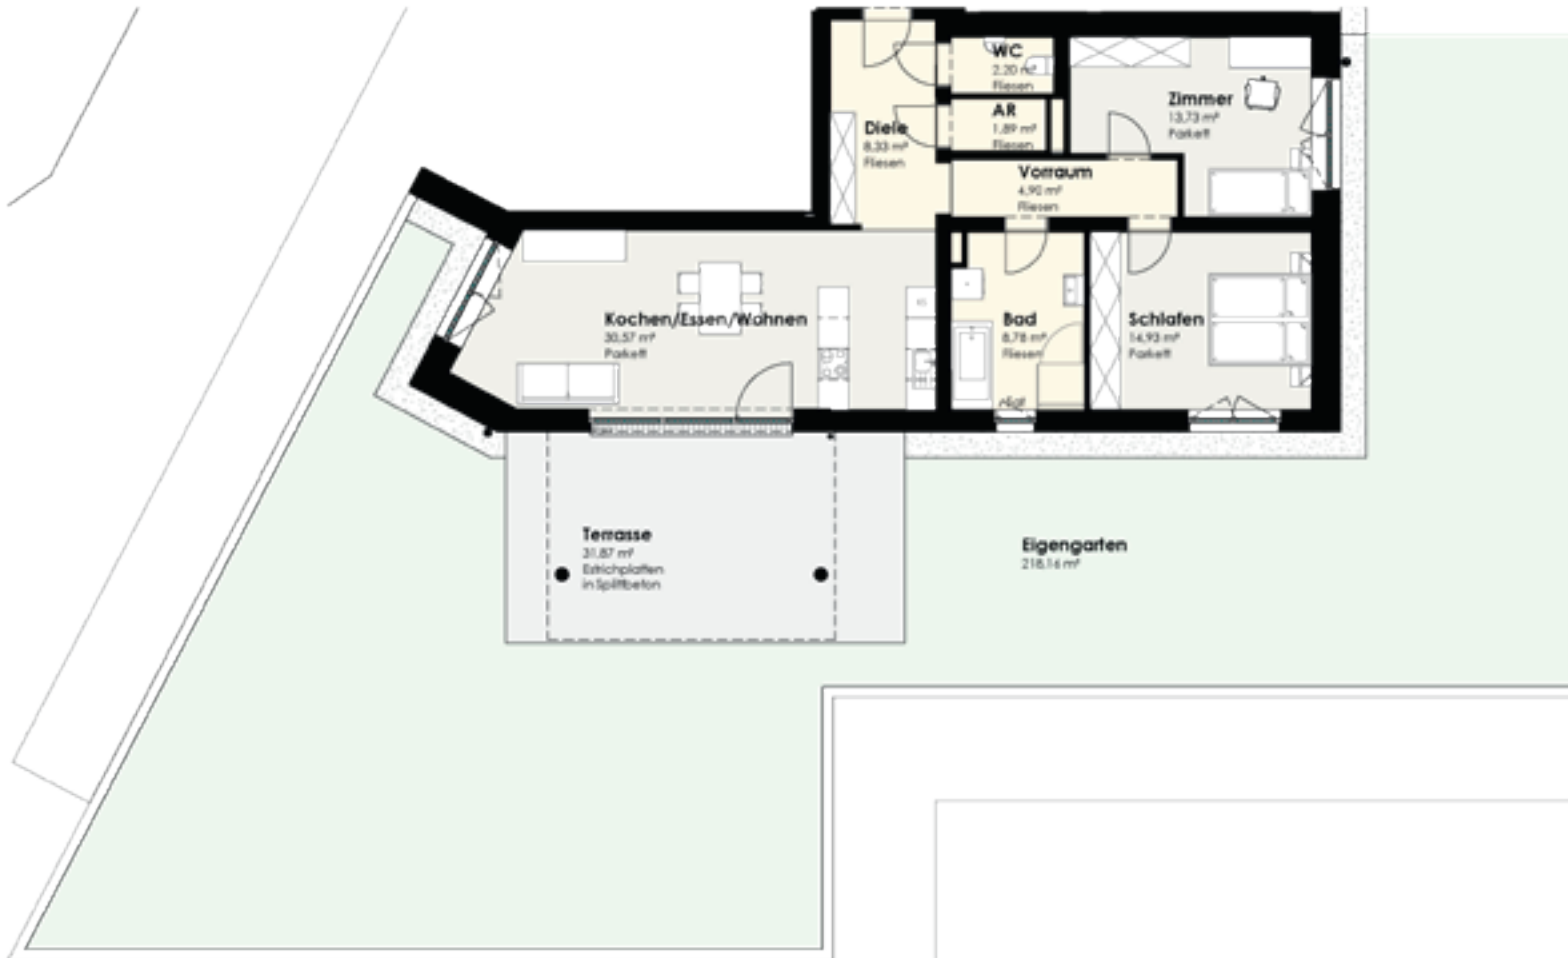 WC
2,20 m²
Fliesen
Zimmer
13,73 m²
Parkett
AR
1,89 m²
Fliesen
Diele
8,33 m²
Fliesen
Vorraum
4,90 m²
Fliesen
Kochen/Essen/Wohnen
30,57 m²
Parkett
Bad
8,78 m²
Fliesen
Schlafen
14,93 m²
Parkett
Terrasse
31,87 m²
Estrichplatten
in Splittbeton
Eigengarten
218,16 m²